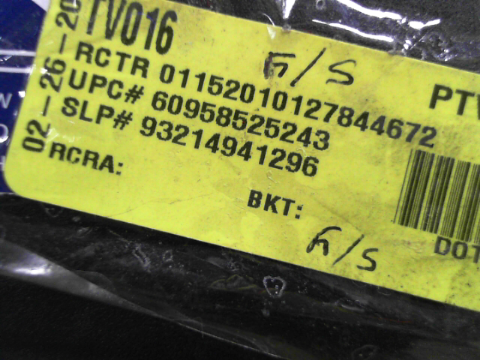 TV016
F/S
PTV
02-26-20
RCTR 01152010127844672
UPC# 60958525243
SLP# 93214941296
RCRA:
BKT:
F/S
DOT